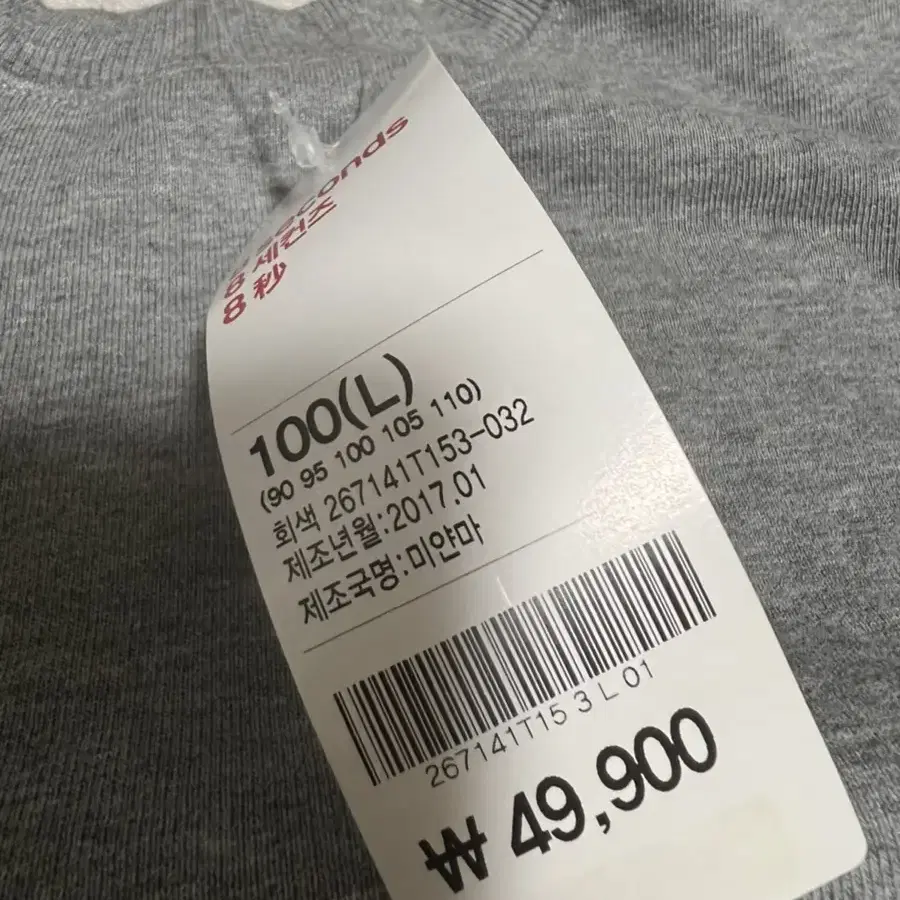 8 seconds
8 세컨즈
8 秒
100(L)
(90 95 100 105 110)
회색 267141T153-032
제조년월:2017.01
제조국명:미얀마
267141T15 3 L 01
₩ 49,900